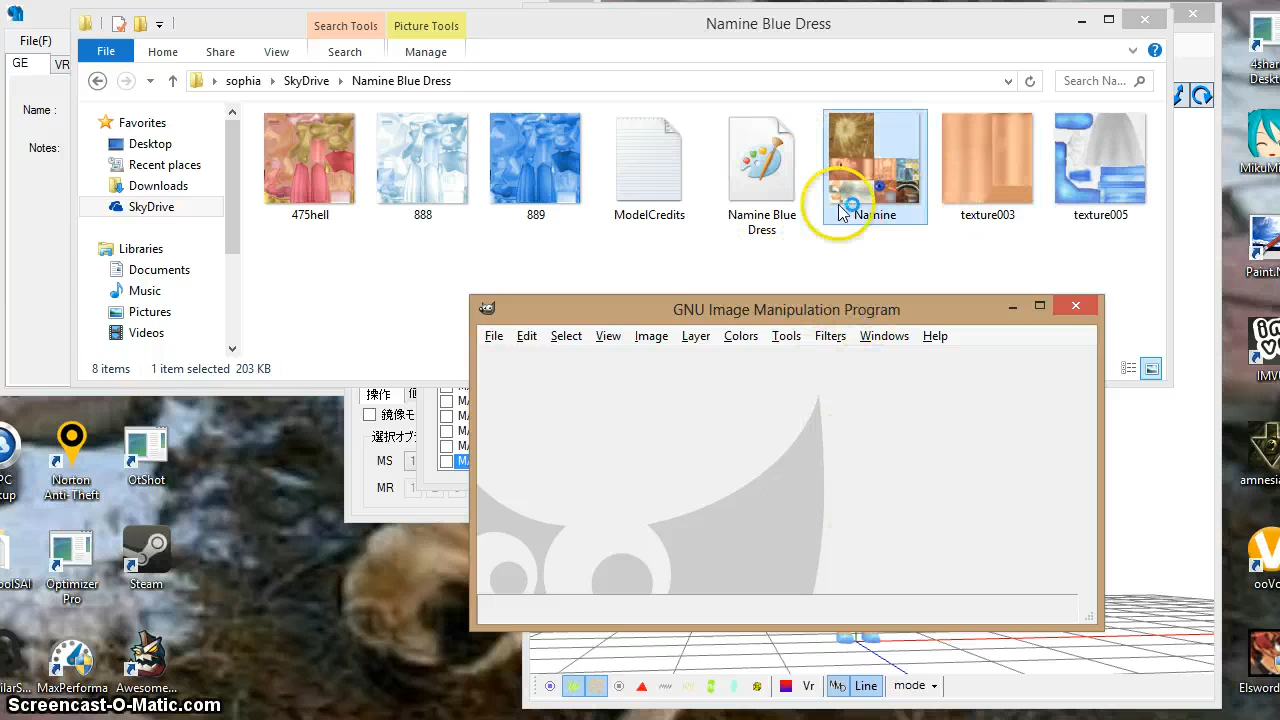 Search Tools
Picture Tools
Namine Blue Dress
File(F)
File
Home
Share
View
Search
Manage
GE
VR
sophia
SkyDrive
Namine Blue Dress
Search Na...
4shar
Deskt
Name :
Notes:
Favorites
Desktop
Recent places
Downloads
SkyDrive
Libraries
Documents
Music
Pictures
Videos
475hell
888
889
ModelCredits
Namine Blue
Dress
Namine
texture003
texture005
MikuM
Paint.N
IMVU
8 items
1 item selected
203 KB
GNU Image Manipulation Program
File
Edit
Select
View
Image
Layer
Colors
Tools
Filters
Windows
Help
操作
鏡像モ
選択オプ
MS
MR
PC
Norton
Anti-Theft
OtShot
amnesia
oolSAI
Optimizer
Pro
Steam
ooVo
MaxPerforma
Awesome...
Elsword
Vr
Line
mode
Screencast-O-Matic.com